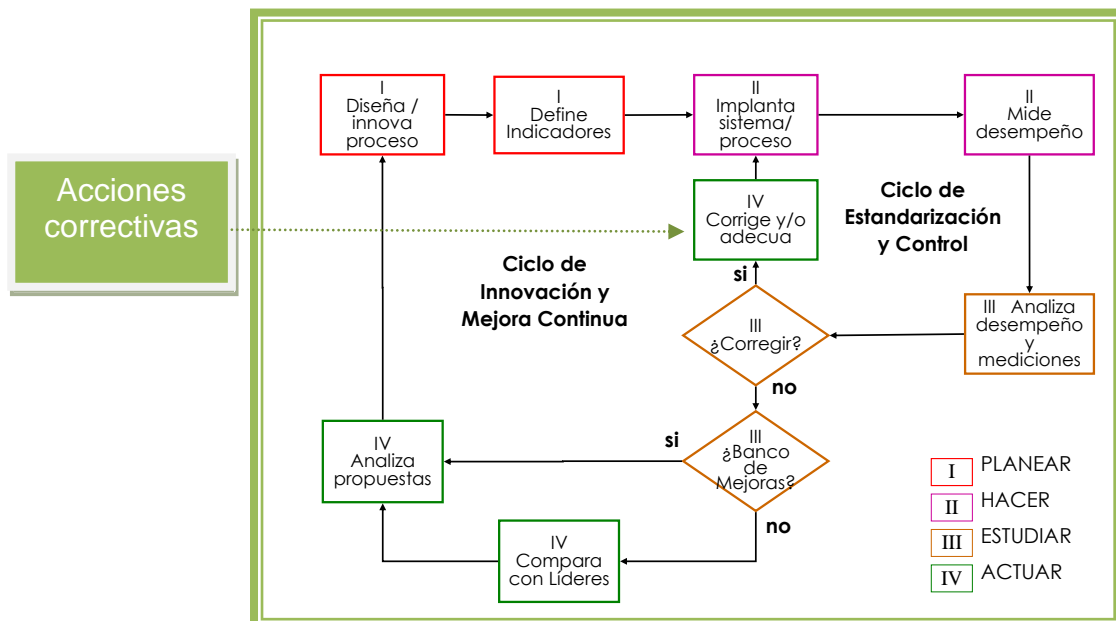 Acciones
correctivas
I
Diseña /
innova
proceso
I
Define
Indicadores
II
Implanta
sistema/
proceso
II
Mide
desempeño
IV
Corrige y/o
adecua
Ciclo de
Estandarización
y Control
Ciclo de
Innovación y
Mejora Continua
si
III
¿Corregir?
III Analiza
desempeño
y
mediciones
no
IV
Analiza
propuestas
si
III
¿Banco
de
Mejoras?
no
IV
Compara
con Líderes
I PLANEAR
II HACER
III ESTUDIAR
IV ACTUAR